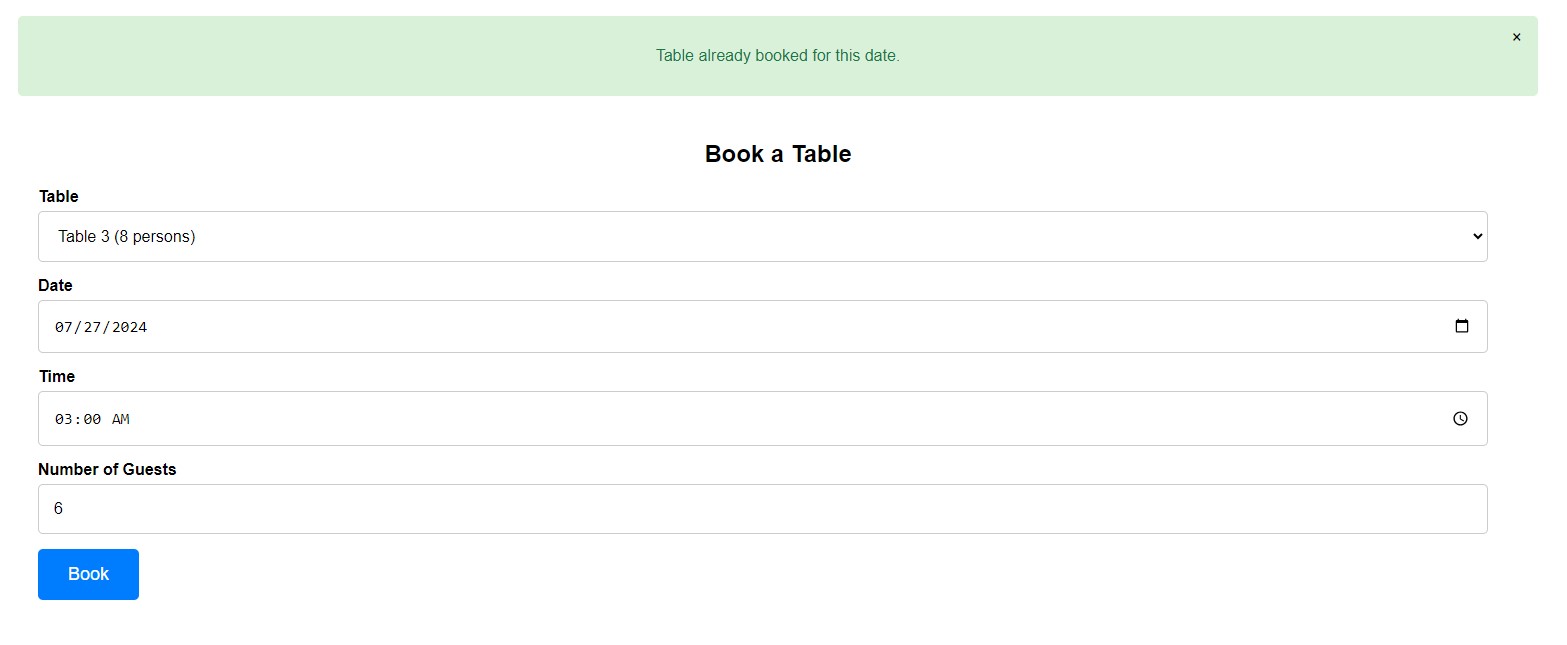 ×
Table already booked for this date.
Book a Table
Table
Table 3 (8 persons)
Date
07/27/2024
Time
03:00 AM
Number of Guests
6
Book